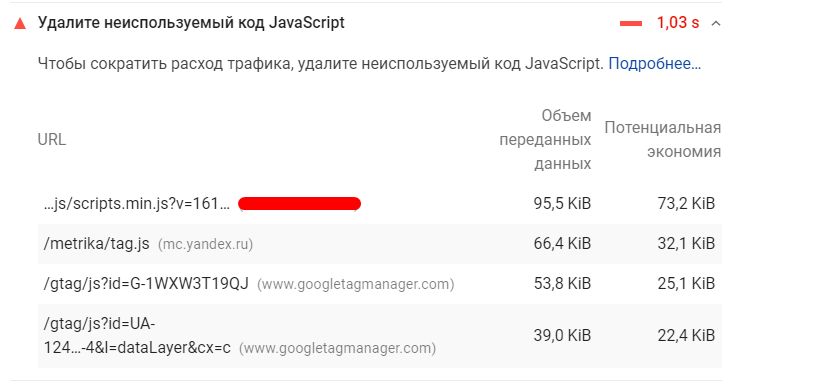 Удалите неиспользуемый код JavaScript
1,03 s
Чтобы сократить расход трафика, удалите неиспользуемый код JavaScript. Подробнее…
URL
Объем
переданных
данных
Потенциальная
экономия
…js/scripts.min.js?v=161… 95,5 KiB 73,2 KiB
/metrika/tag.js (mc.yandex.ru) 66,4 KiB 32,1 KiB
/gtag/js?id=G-1WXW3T19QJ (www.googletagmanager.com) 53,8 KiB 25,1 KiB
/gtag/js?id=UA-
124…-4&l=dataLayer&cx=c (www.googletagmanager.com) 39,0 KiB 22,4 KiB